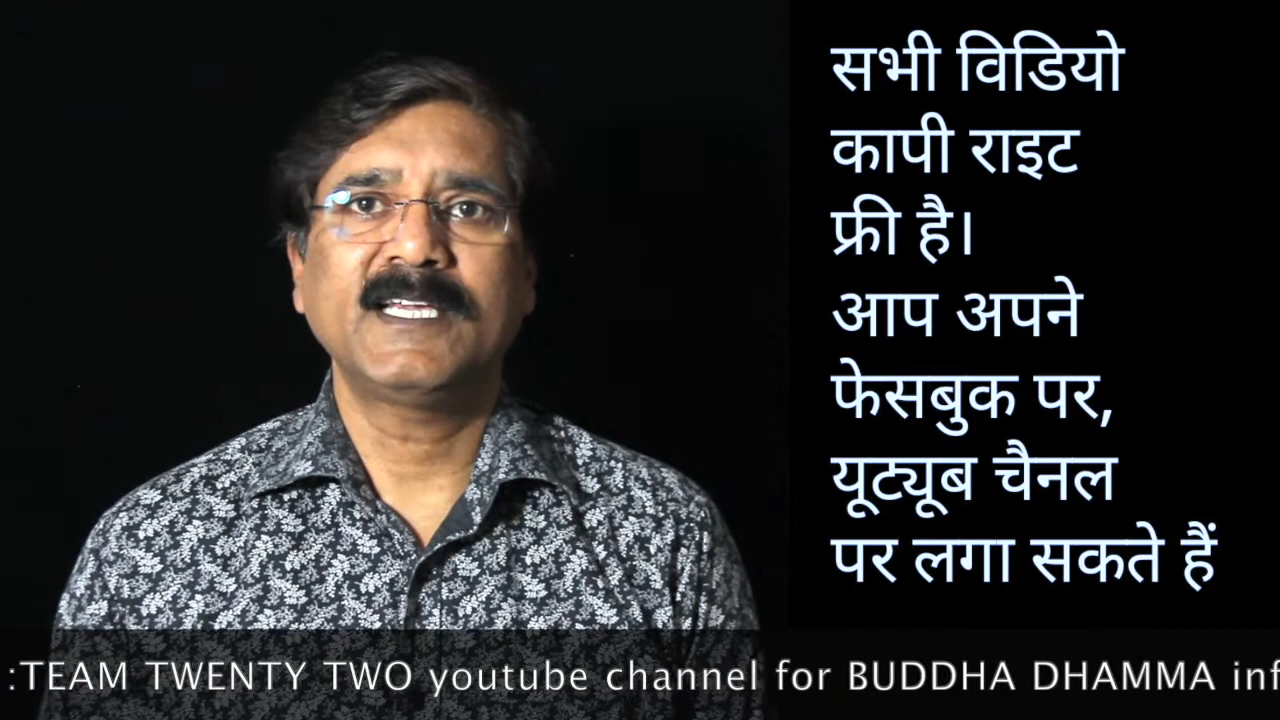 सभी विडियो
कापी राइट
फ्री है।
आप अपने
फेसबुक पर,
यूट्यूब चैनल
पर लगा सकते हैं
:TEAM TWENTY TWO youtube channel for BUDDHA DHAMMA inf